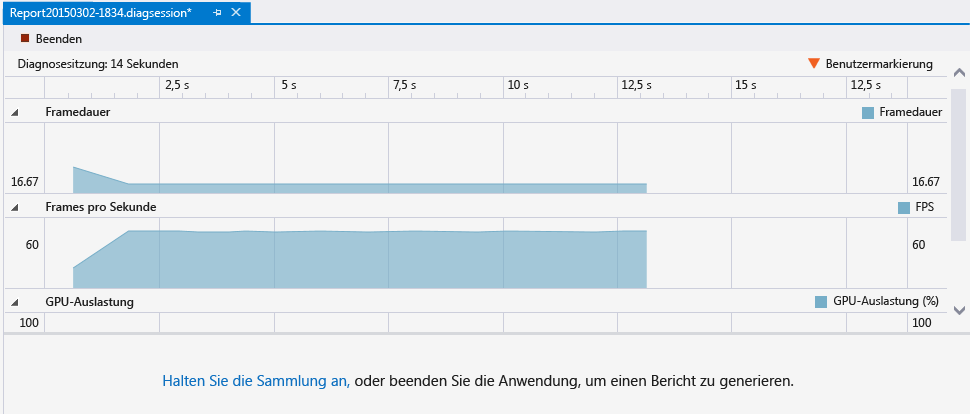 Report20150302-1834.diagsession*
Beenden
Diagnosesitzung: 14 Sekunden Benutzermarkierung
2,5 s 5 s 7,5 s 10 s 12,5 s 15 s 12,5 s
Framedauer Framedauer
16.67 16.67
Frames pro Sekunde FPS
60 60
GPU-Auslastung GPU-Auslastung (%)
100 100
Halten Sie die Sammlung an, oder beenden Sie die Anwendung, um einen Bericht zu generieren.